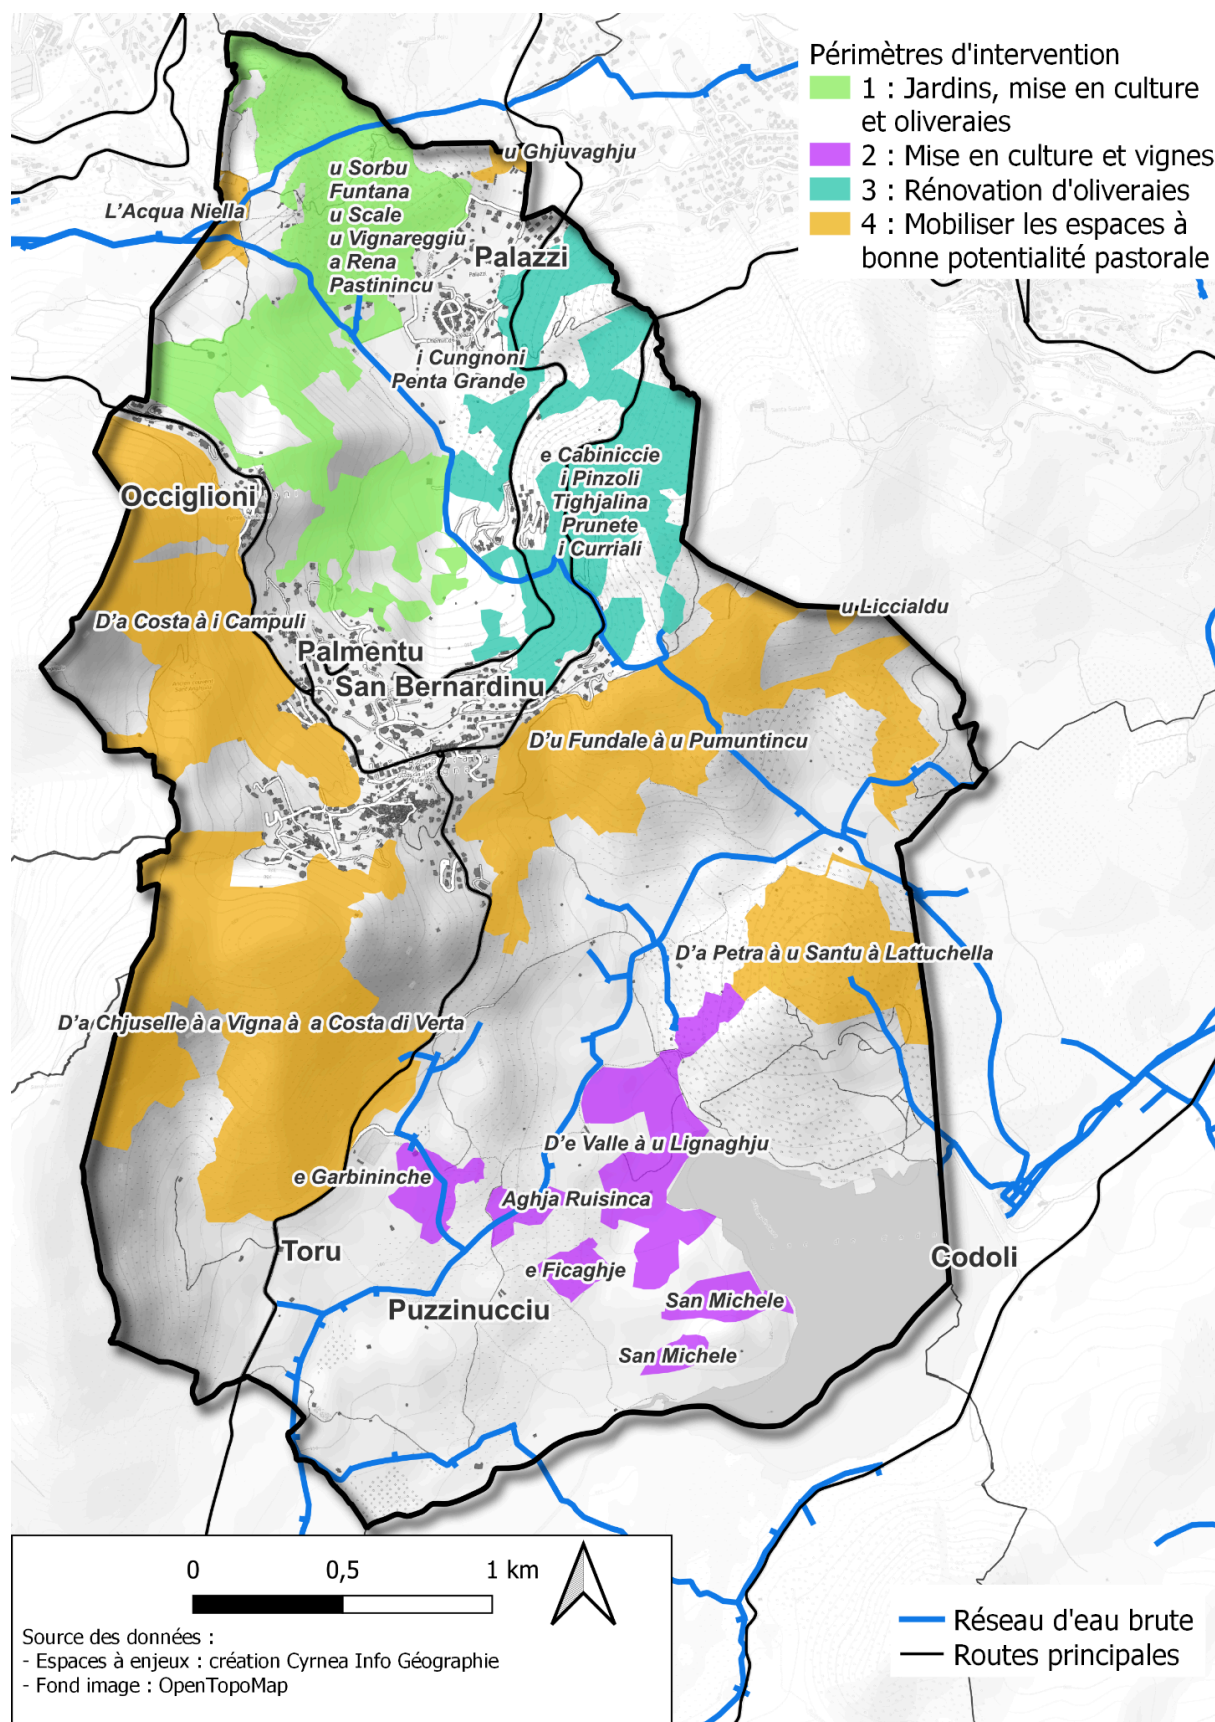 Périmètres d'intervention
1 : Jardins, mise en culture
et oliveraies
2 : Mise en culture et vignes
3 : Rénovation d'oliveraies
4 : Mobiliser les espaces à
bonne potentialité pastorale
u Ghjuvaghju
u Sorbu
Funtana
u Scale
u Vignareggiu
a Rena
Pastinincu
L'Acqua Niella
Palazzi
i Cungnoni
Penta Grande
e Cabiniccie
i Pinzoli
Tighjalina
Prunete
i Curriali
Occiglioni
u Liccialdu
D'a Costa à i Campuli
Palmentu
San Bernardinu
D'u Fundale à u Pumuntincu
D'a Petra à u Santu à Lattuchella
D'a Chjuselle à a Vigna à a Costa di Verta
D'e Valle à u Lignaghju
e Garbininche
Aghja Ruisinca
Toru
e Ficaghje
Codoli
Puzzinucciu
San Michele
San Michele
0 0,5 1 km
Source des données :
- Espaces à enjeux : création Cyrnea Info Géographie
- Fond image : OpenTopoMap
Réseau d'eau brute
Routes principales